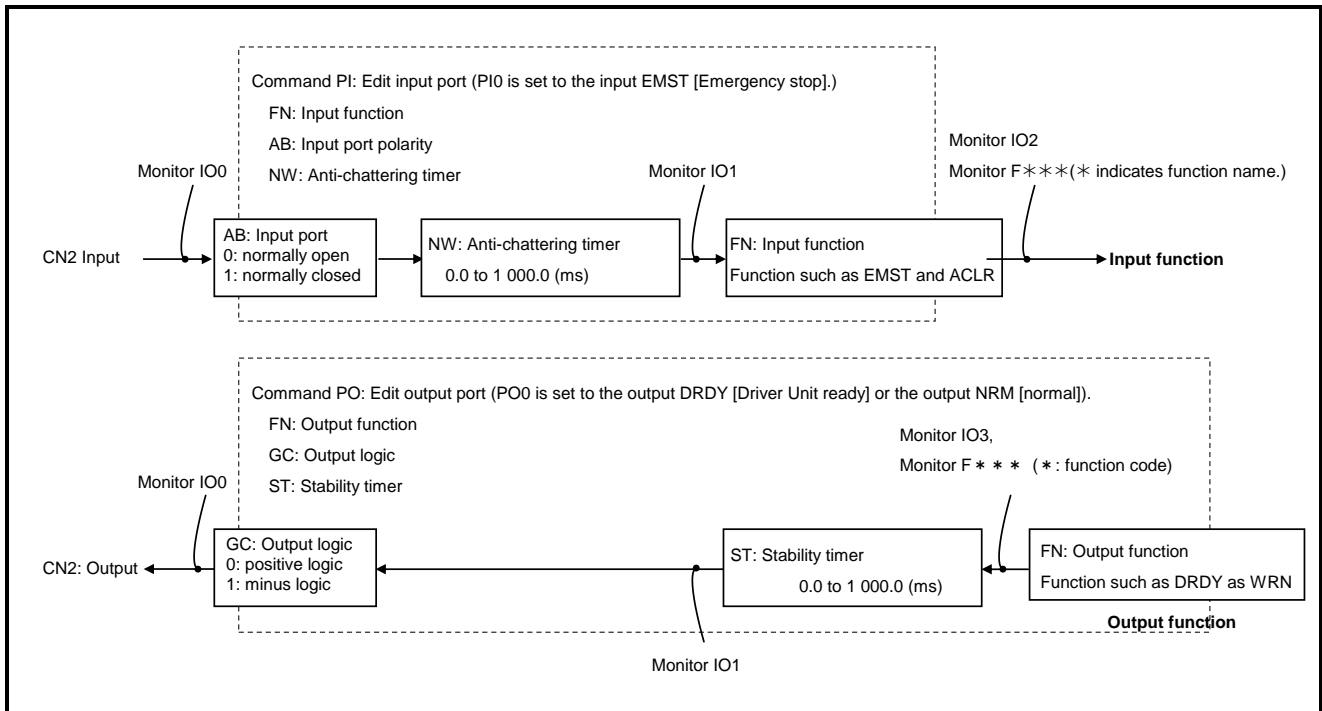 Command PI: Edit input port (PI0 is set to the input EMST [Emergency stop].)
FN: Input function
AB: Input port polarity
NW: Anti-chattering timer
Monitor IO0
Monitor IO1
Monitor IO2
Monitor F＊＊＊(＊ indicates function name.)
CN2 Input
AB: Input port
0: normally open
1: normally closed
NW: Anti-chattering timer
0.0 to 1 000.0 (ms)
FN: Input function
Function such as EMST and ACLR
Input function
Command PO: Edit output port (PO0 is set to the output DRDY [Driver Unit ready] or the output NRM [normal]).
FN: Output function
GC: Output logic
ST: Stability timer
Monitor IO0
Monitor IO3,
Monitor F＊＊＊ (＊: function code)
CN2: Output
GC: Output logic
0: positive logic
1: minus logic
ST: Stability timer
0.0 to 1 000.0 (ms)
FN: Output function
Function such as DRDY as WRN
Output function
Monitor IO1